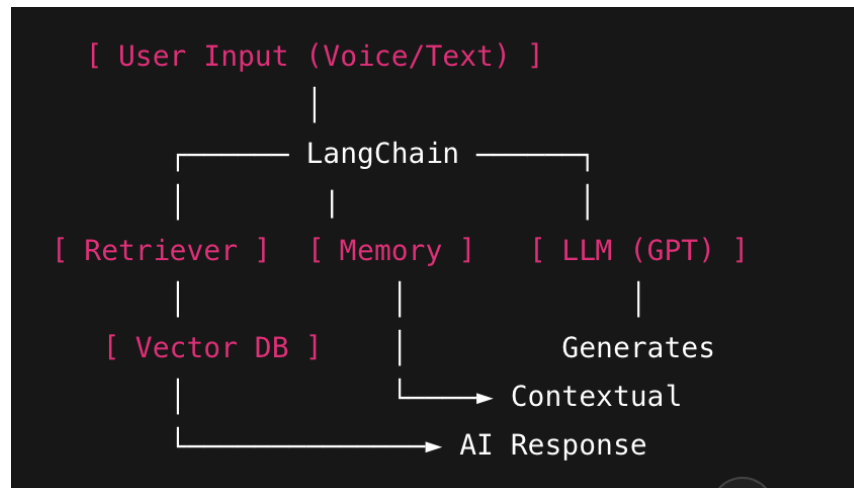 [ User Input (Voice/Text) ]
LangChain
[ Retriever ] [ Memory ] [ LLM (GPT) ]
[ Vector DB ] Generates
Contextual
AI Response